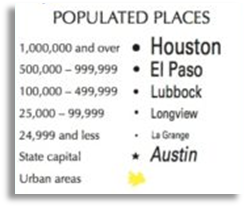 POPULATED PLACES
1,000,000 and over • Houston
500,000 – 999,999 • El Paso
100,000 – 499,999 • Lubbock
25,000 – 99,999 • Longview
24,999 and less • La Grange
State capital ★ Austin
Urban areas